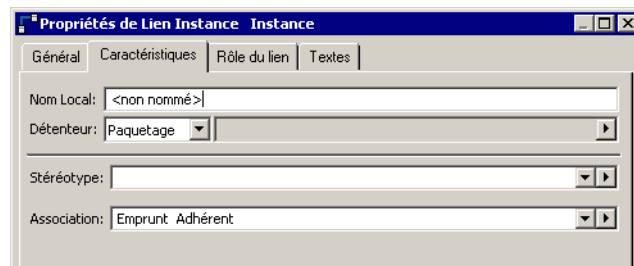 Propriétés de Lien Instance Instance
Général Caractéristiques Rôle du lien Textes
Nom Local: <non nommé>
Détenteur: Paquetage
Stéréotype:
Association: Emprunt Adhérent